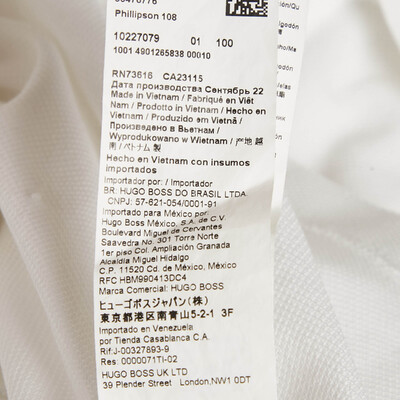 Phillipson 108
10227079 01 100
1001 4901265838 00010
RN73616 CA23115
Дата производства Сентябрь 22
Made in Vietnam / Fabriqué en Viêt
Nam / Prodotto in Vietnam / Hecho en
Vietnam / Produzido em Vietnã /
Произведено в Вьетнам /
Wyprodukowano w Wietnam / 产地 越
南 / ベトナム 製
Hecho en Vietnam con insumos
importados
Importador por: / Importador
BR: HUGO BOSS DO BRASIL LTDA.
CNPJ: 57-621-054/0001-91
Importado para México por:
Hugo Boss México, S.A. de C.V.
Boulevard Miguel de Cervantes
Saavedra No. 301 Torre Norte
1er piso Col. Ampliación Granada
Alcaldía Miguel Hidalgo
C.P. 11520 Cd. de México
RFC HBM990413DC4
Marca Comercial: HUGO BOSS
ヒューゴボスジャパン(株)
東京都港区南青山5-2-1 3F
Importado en Venezuela
por Tienda Casablanca C.A.
Rif:J-00327893-9
Res. 0000071TI-02
HUGO BOSS UK LTD
39 Plender Street London,NW1 0DT